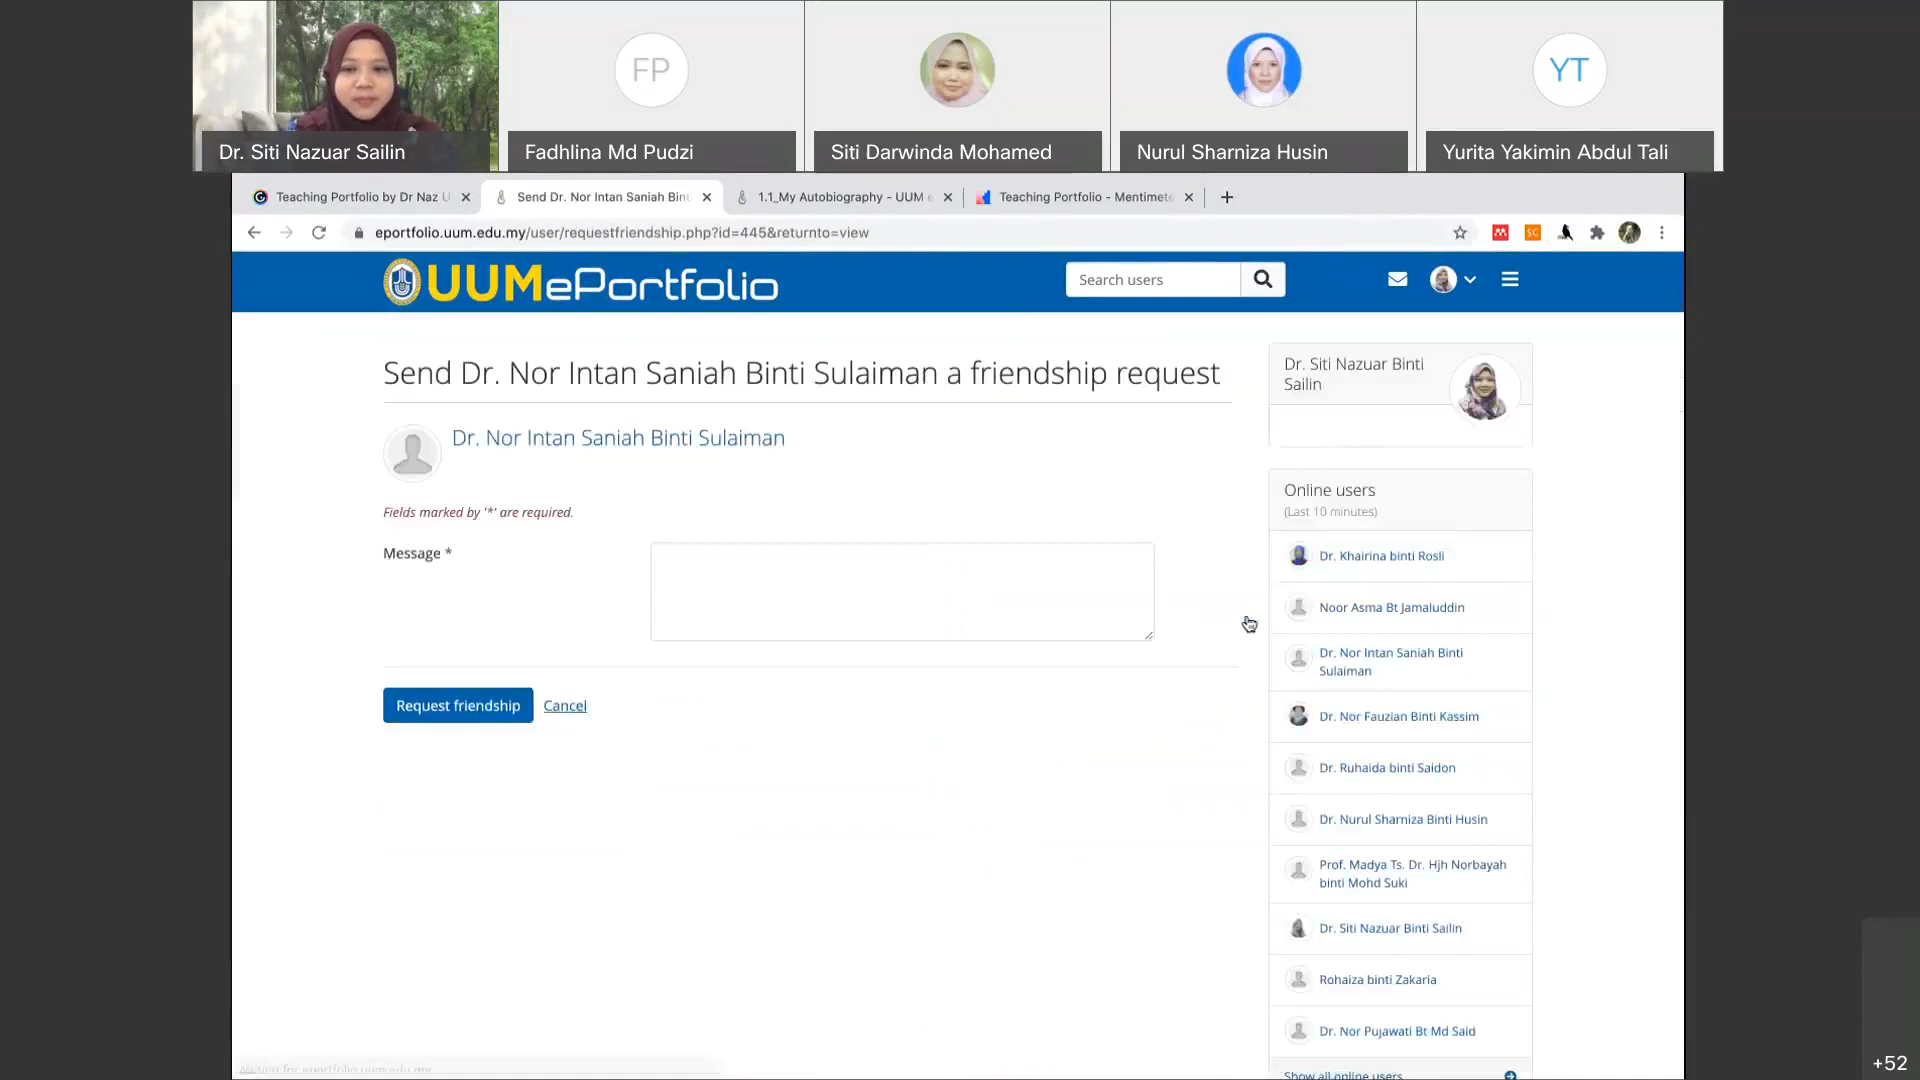 FP
YT
Dr. Siti Nazuar Sailin
Fadhlina Md Pudzi
Siti Darwinda Mohamed
Nurul Sharniza Husin
Yurita Yakimin Abdul Tali
Teaching Portfolio by Dr Naz U
Send Dr. Nor Intan Saniah Bint
1.1_My Autobiography - UUM e
Teaching Portfolio - Mentimete
eportfolio.uum.edu.my/user/requestfriendship.php?id=445&returnto=view
SC
UUMePortfolio
Search users
Send Dr. Nor Intan Saniah Binti Sulaiman a friendship request
Dr. Nor Intan Saniah Binti Sulaiman
Fields marked by '*' are required.
Message *
Request friendship
Cancel
Dr. Siti Nazuar Binti
Sailin
Online users
(Last 10 minutes)
Dr. Khairina binti Rosli
Noor Asma Bt Jamaluddin
Dr. Nor Intan Saniah Binti
Sulaiman
Dr. Nor Fauzian Binti Kassim
Dr. Ruhaida binti Saidon
Dr. Nurul Sharniza Binti Husin
Prof. Madya Ts. Dr. Hjh Norbayah
binti Mohd Suki
Dr. Siti Nazuar Binti Sailin
Rohaiza binti Zakaria
Dr. Nor Pujawati Bt Md Said
Show all online users
Waiting for eportfolio.uum.edu.my
+52